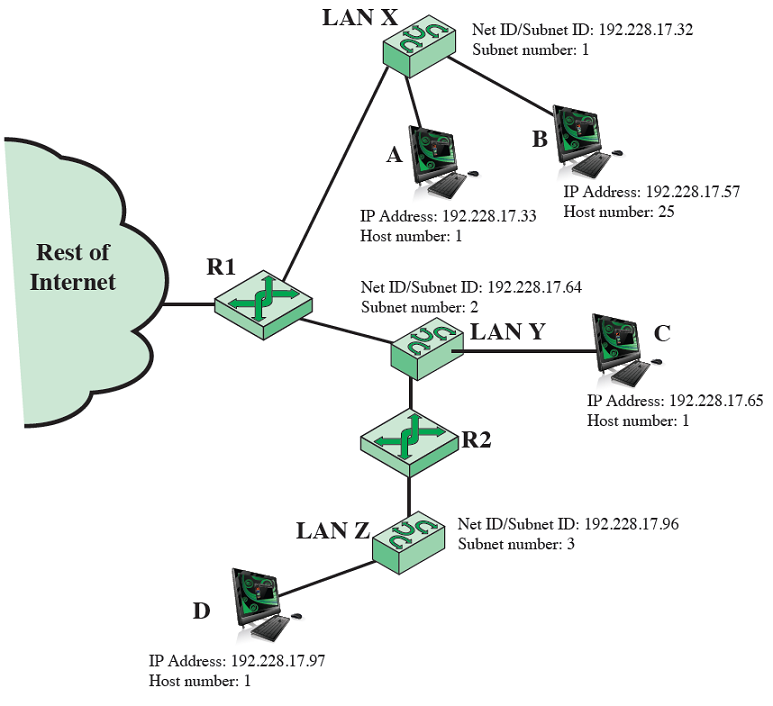 LAN X
Net ID/Subnet ID: 192.228.17.32
Subnet number: 1
A
B
IP Address: 192.228.17.33
Host number: 1
IP Address: 192.228.17.57
Host number: 25
Rest of
Internet
R1
Net ID/Subnet ID: 192.228.17.64
Subnet number: 2
LAN Y
C
IP Address: 192.228.17.65
Host number: 1
R2
LAN Z
Net ID/Subnet ID: 192.228.17.96
Subnet number: 3
D
IP Address: 192.228.17.97
Host number: 1